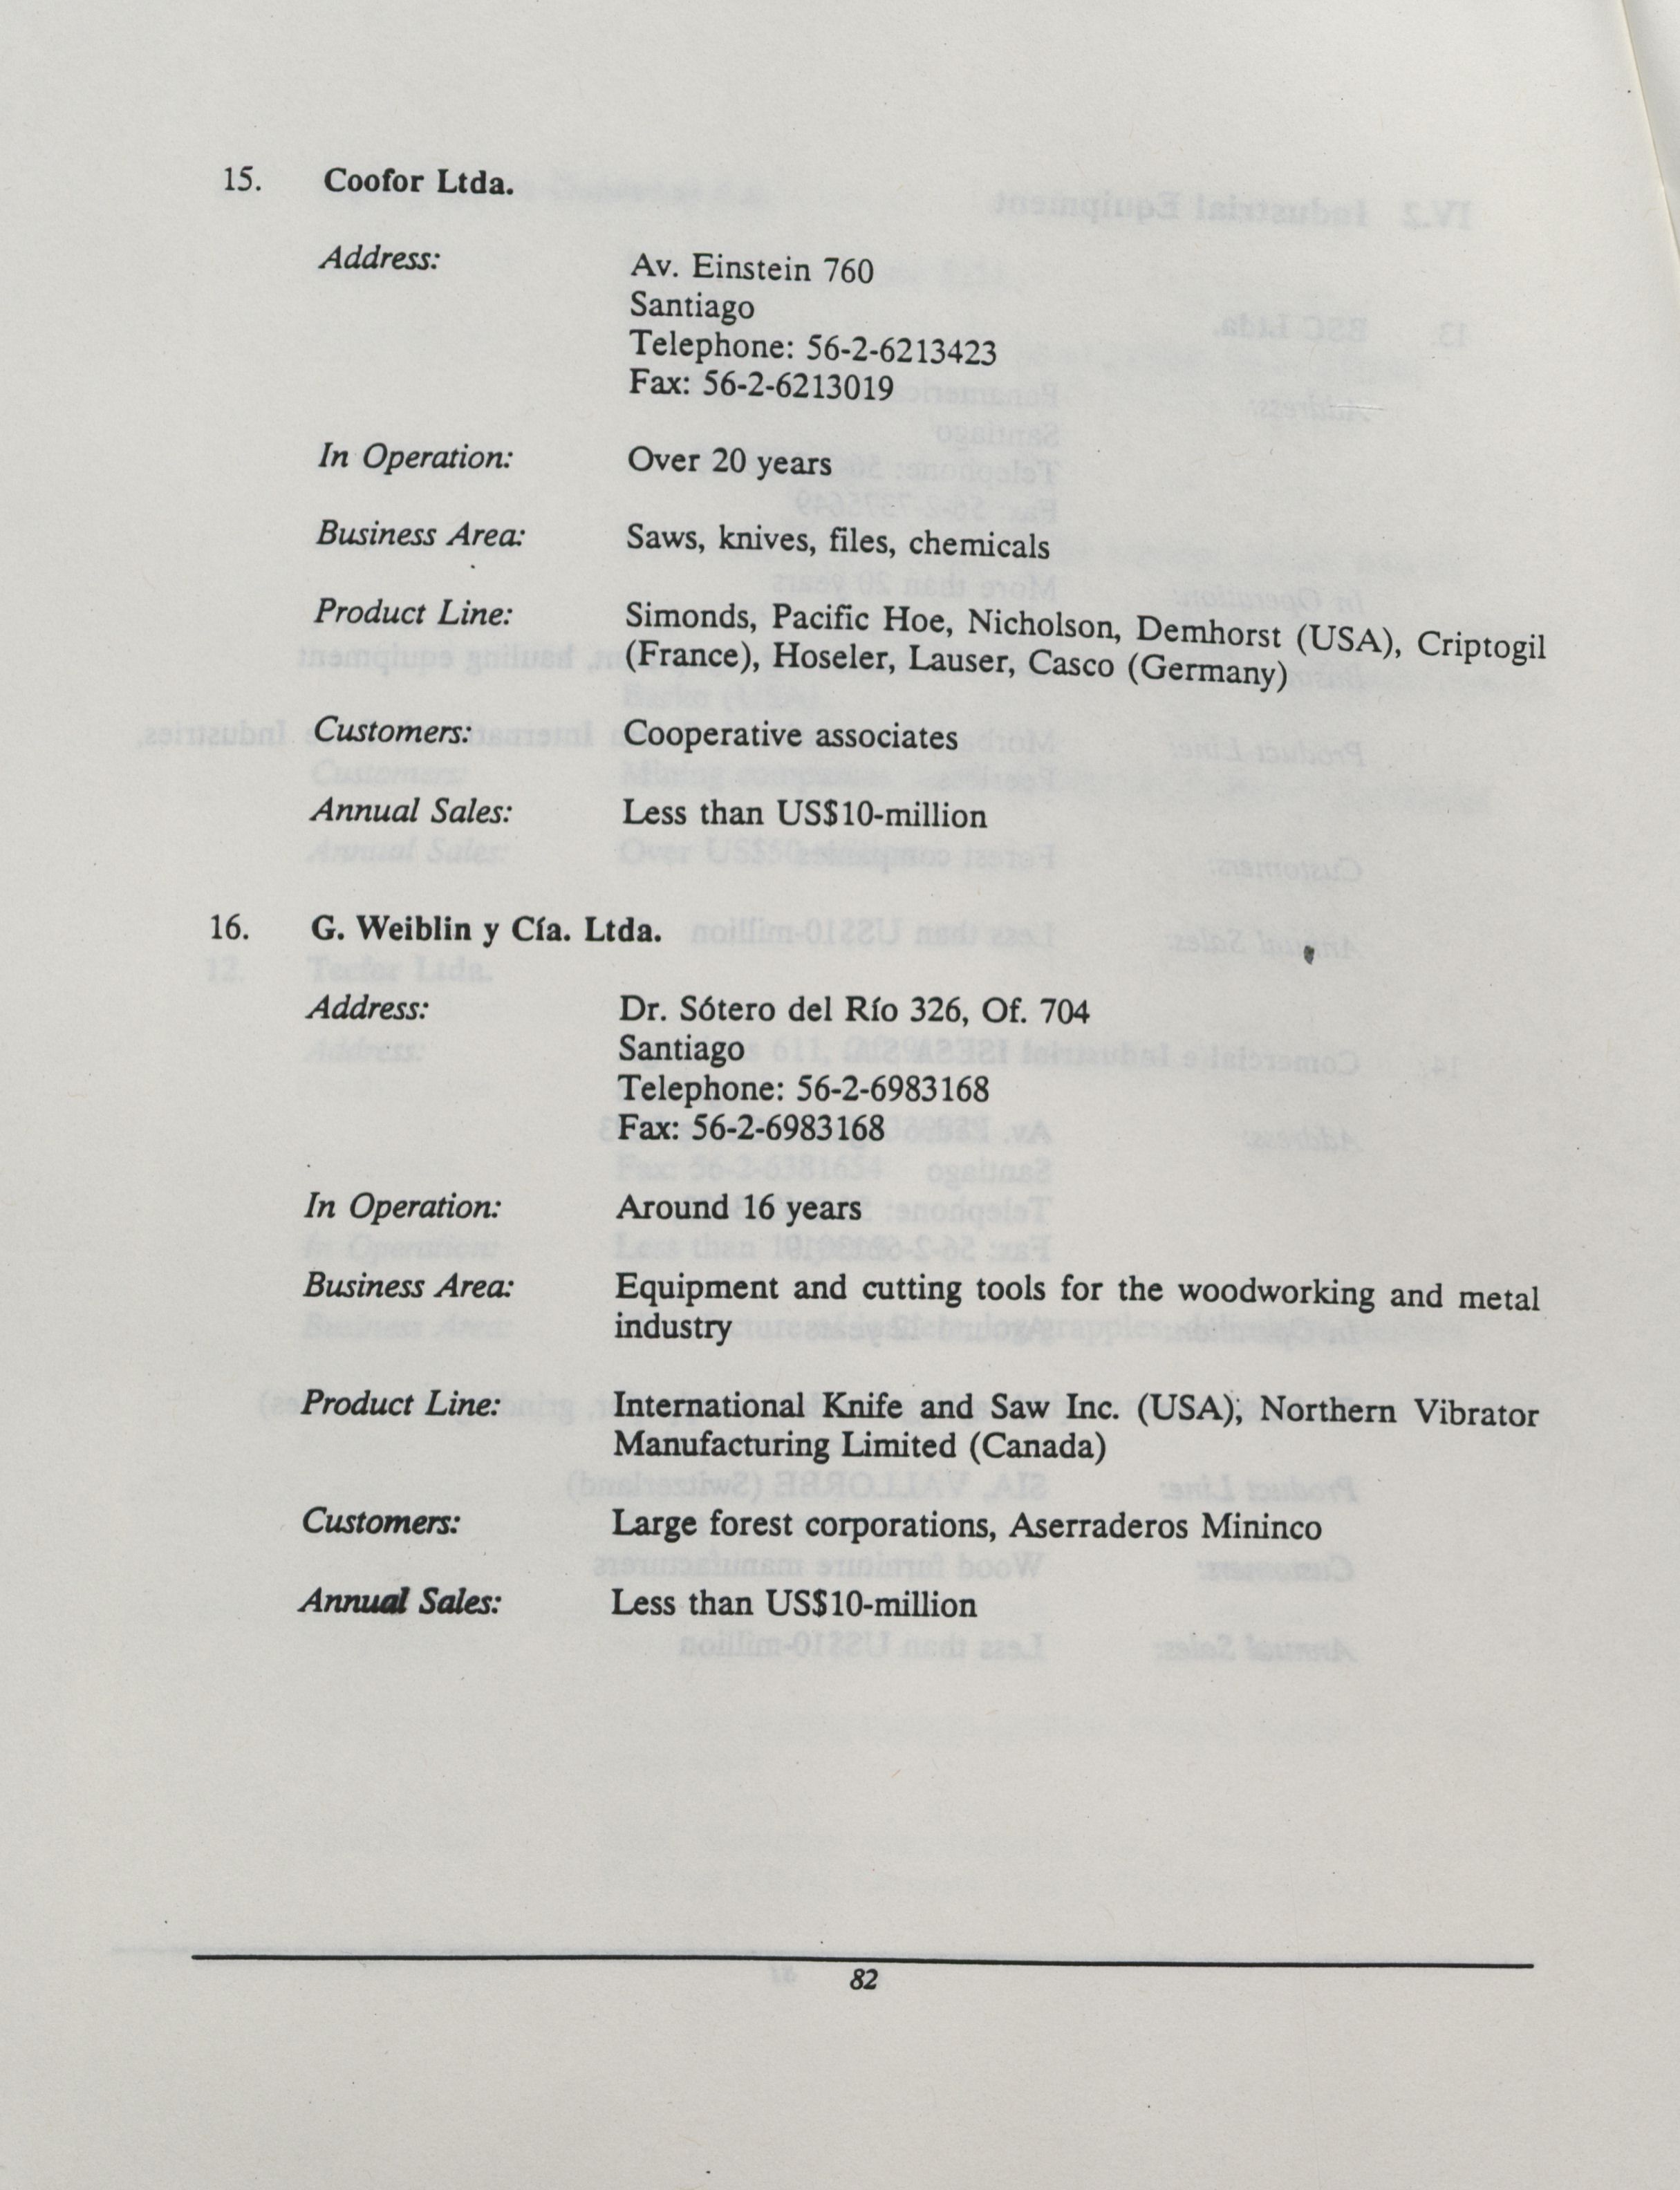 15. Coofor Ltda.
Address: Av. Einstein 760
Santiago
Telephone: 56-2-6213423
Fax: 56-2-6213019
In Operation: Over 20 years
Business Area: Saws, knives, files, chemicals
Product Line: Simonds, Pacific Hoe, Nicholson, Demhorst (USA), Criptogil
(France), Hoseler, Lauser, Casco (Germany)
Customers: Cooperative associates
Annual Sales: Less than US$10-million
16. G. Weiblin y Cía. Ltda.
Address: Dr. Sótero del Río 326, Of. 704
Santiago
Telephone: 56-2-6983168
Fax: 56-2-6983168
In Operation: Around 16 years
Business Area: Equipment and cutting tools for the woodworking and metal
industry
Product Line: International Knife and Saw Inc. (USA), Northern Vibrator
Manufacturing Limited (Canada)
Customers: Large forest corporations, Aserraderos Mininco
Annual Sales: Less than US$10-million
82